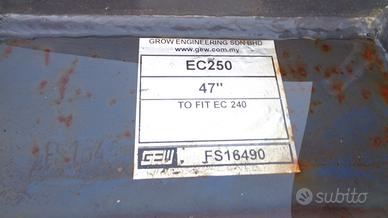 GROW ENGINEERING SDN BHD
www.gew.com.my
EC250
47"
TO FIT EC 240
GEW FS16490
subito